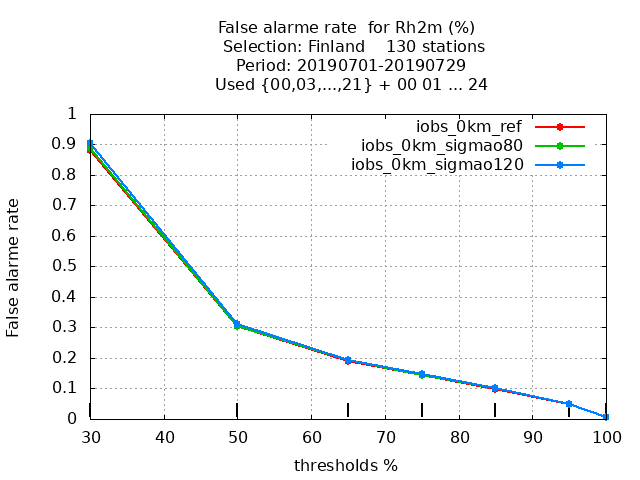 False alarme rate  for Rh2m (%)
Selection: Finland    130 stations
Period: 20190701-20190729
Used {00,03,...,21} + 00 01 ... 24
iobs_0km_ref
iobs_0km_sigmao80
iobs_0km_sigmao120
False alarme rate
1
0.9
0.8
0.7
0.6
0.5
0.4
0.3
0.2
0.1
0
30 40 50 60 70 80 90 100
thresholds %